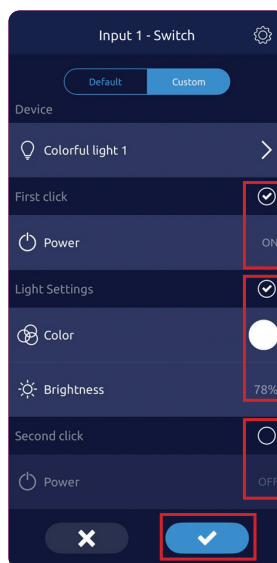 Input 1 - Switch
Default Custom
Device
Colorful light 1
First click
Power ON
Light Settings
Color
Brightness 78%
Second click
Power OFF